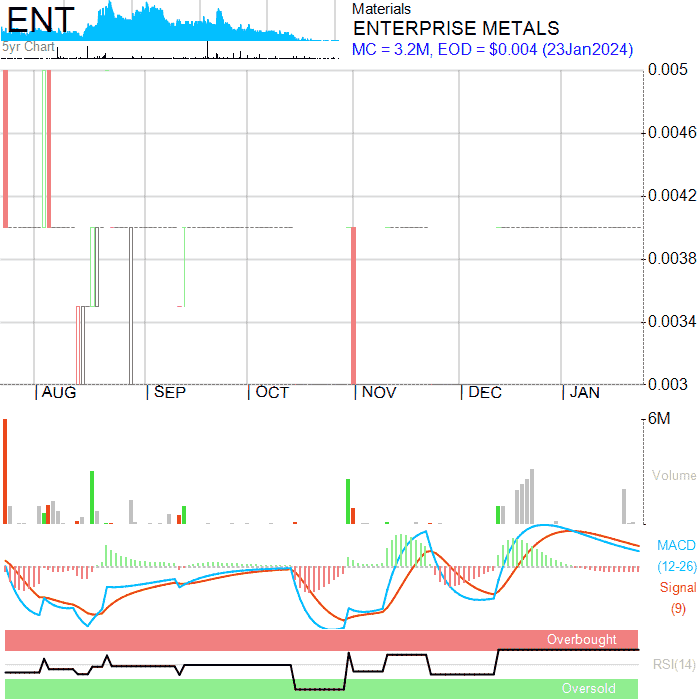 ENT
5yr Chart
Materials
ENTERPRISE METALS
MC = 3.2M, EOD = $0.004 (23Jan2024)
0.005
0.0046
0.0042
0.0038
0.0034
0.003
AUG SEP OCT NOV DEC JAN
6M
Volume
MACD
(12-26)
Signal
(9)
Overbought
RSI(14)
Oversold